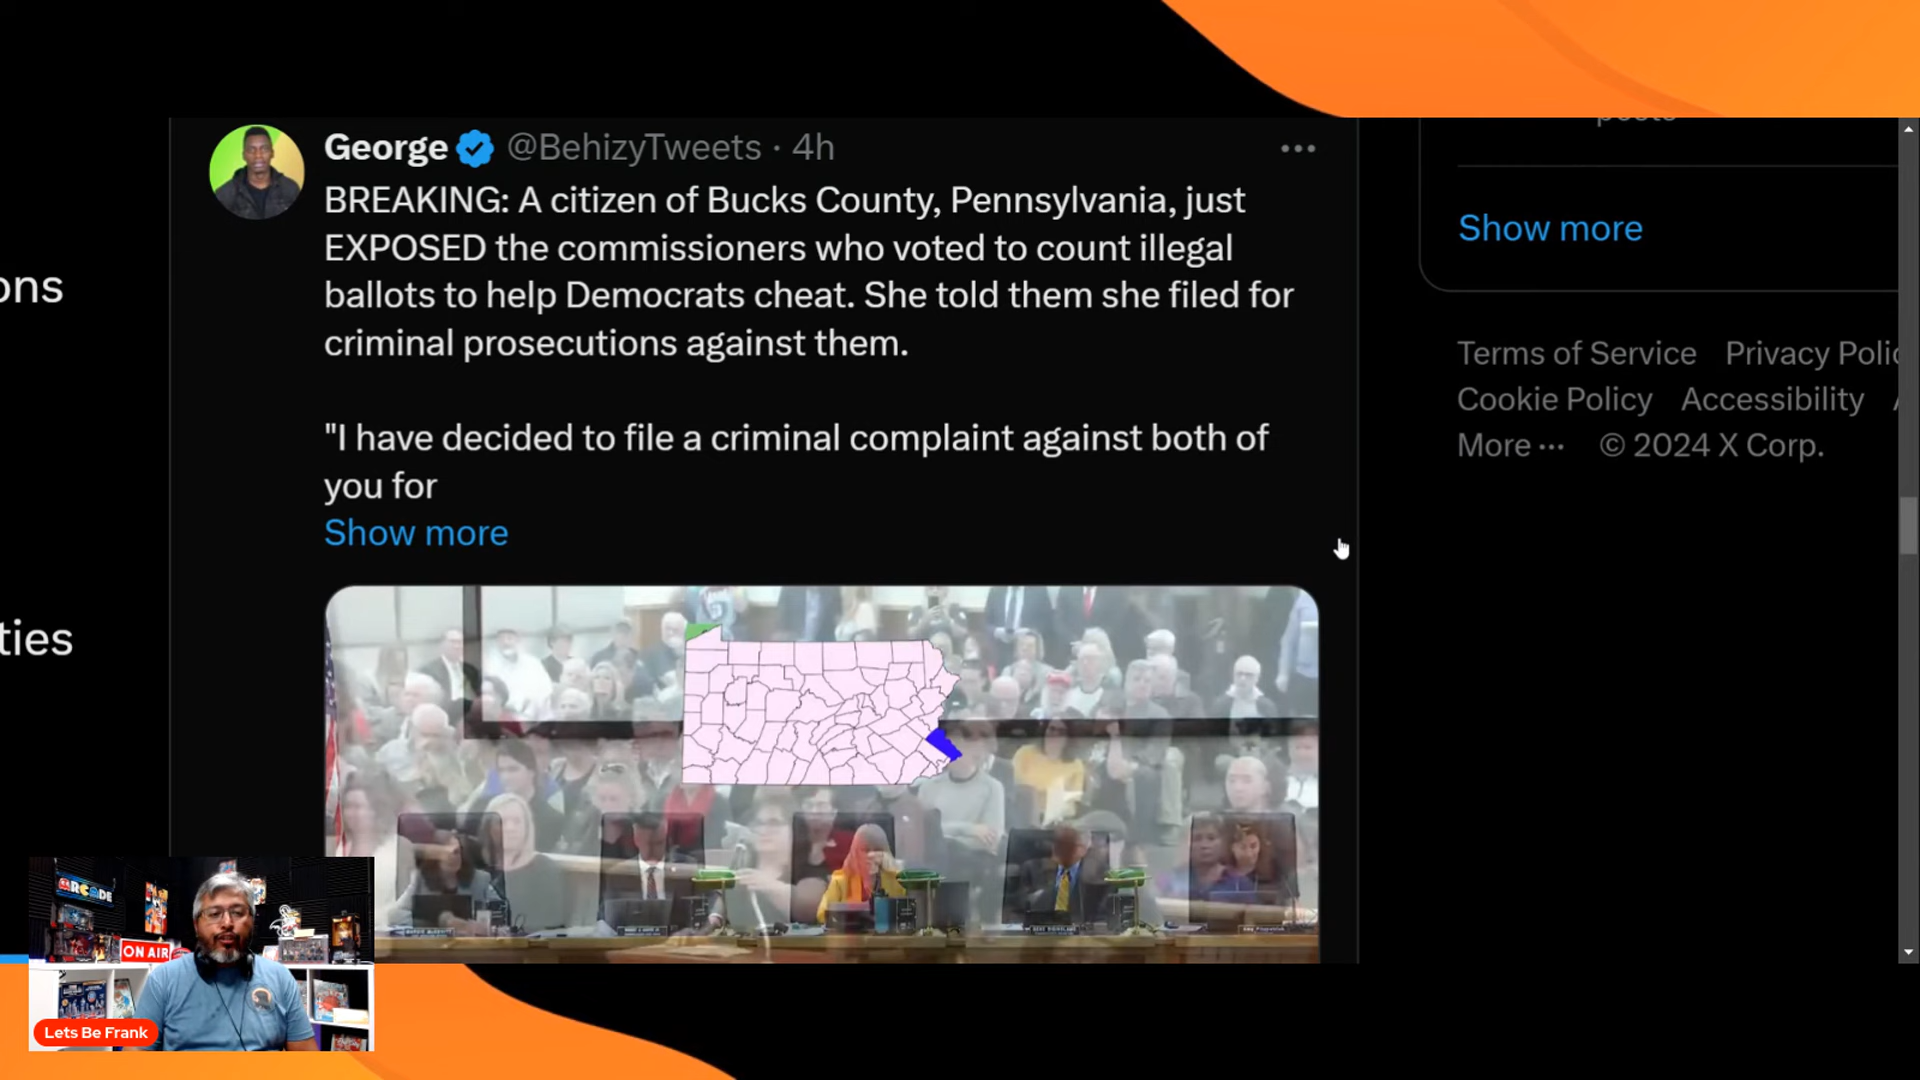 George @BehizyTweets · 4h
BREAKING: A citizen of Bucks County, Pennsylvania, just
EXPOSED the commissioners who voted to count illegal
ballots to help Democrats cheat. She told them she filed for
criminal prosecutions against them.
"I have decided to file a criminal complaint against both of
you for
Show more
ons
ties
posts
Show more
Terms of Service Privacy Polic
Cookie Policy Accessibility A
More ··· © 2024 X Corp.
ARCADE
ON AIR
Lets Be Frank